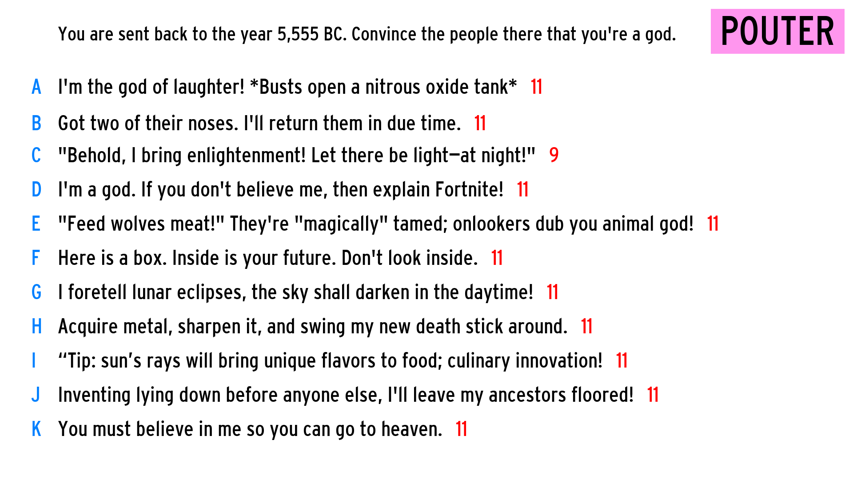 You are sent back to the year 5,555 BC. Convince the people there that you're a god.
POUTER
A I'm the god of laughter! *Busts open a nitrous oxide tank* 11
B Got two of their noses. I'll return them in due time. 11
C "Behold, I bring enlightenment! Let there be light—at night!" 9
D I'm a god. If you don't believe me, then explain Fortnite! 11
E "Feed wolves meat!" They're "magically" tamed; onlookers dub you animal god! 11
F Here is a box. Inside is your future. Don't look inside. 11
G I foretell lunar eclipses, the sky shall darken in the daytime! 11
H Acquire metal, sharpen it, and swing my new death stick around. 11
I “Tip: sun’s rays will bring unique flavors to food; culinary innovation! 11
J Inventing lying down before anyone else, I'll leave my ancestors floored! 11
K You must believe in me so you can go to heaven. 11